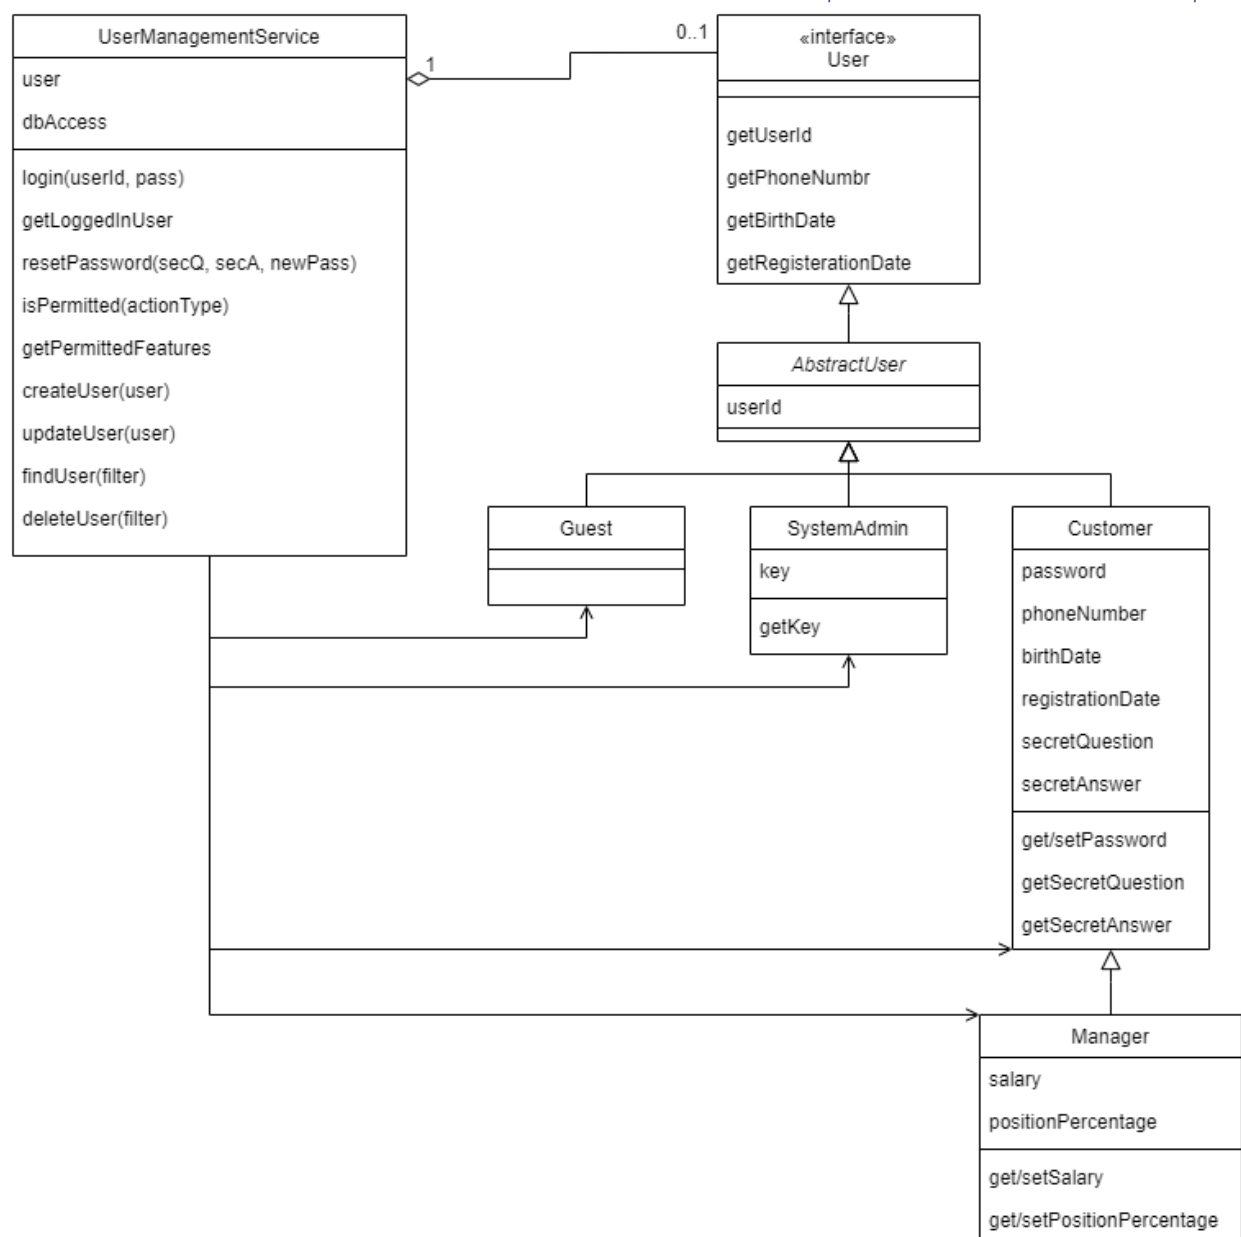 UserManagementService
user
dbAccess
login(userId, pass)
getLoggedInUser
resetPassword(secQ, secA, newPass)
isPermitted(actionType)
getPermittedFeatures
createUser(user)
updateUser(user)
findUser(filter)
deleteUser(filter)
1
0..1
«interface»
User
getUserId
getPhoneNumbr
getBirthDate
getRegisterationDate
AbstractUser
userId
Guest
SystemAdmin
key
getKey
Customer
password
phoneNumber
birthDate
registrationDate
secretQuestion
secretAnswer
get/setPassword
getSecretQuestion
getSecretAnswer
Manager
salary
positionPercentage
get/setSalary
get/setPositionPercentage